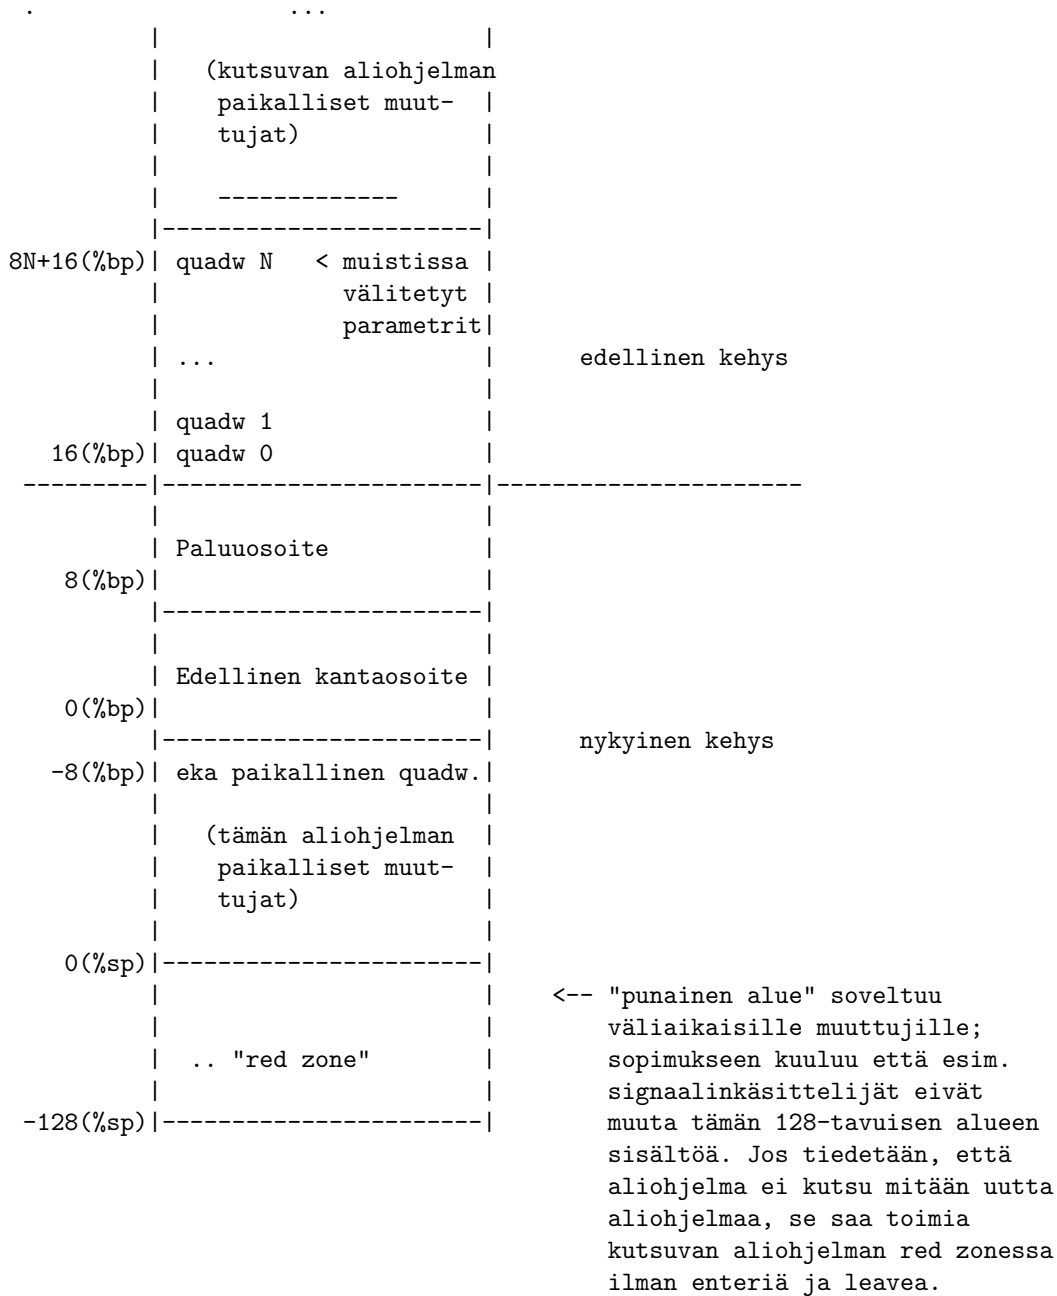 .                  ...
|                       |
|   (kutsuvan aliohjelman
|    paikalliset muut-  |
|    tujat)             |
|                       |
|    -------------      |
|-----------------------|
8N+16(%bp)| quadw N   < muistissa |
|             välitetyt |
|             parametrit|
| ...                   |      edellinen kehys
|                       |
| quadw 1               |
16(%bp)| quadw 0               |
---------|-----------------------|----------------------
|                       |
| Paluuosoite           |
8(%bp)|                       |
|-----------------------|
|                       |
| Edellinen kantaosoite |
0(%bp)|                       |
|-----------------------|      nykyinen kehys
-8(%bp)| eka paikallinen quadw.|
|                       |
|   (tämän aliohjelman  |
|    paikalliset muut-  |
|    tujat)             |
|                       |
0(%sp)|-----------------------|
|                       |    <-- "punainen alue" soveltuu
|                       |        väliaikaisille muuttujille;
|  .. "red zone"        |        sopimukseen kuuluu että esim.
|                       |        signaalinkäsittelijät eivät
-128(%sp)|-----------------------|        muuta tämän 128-tavuisen alueen
sisältöä. Jos tiedetään, että
aliohjelma ei kutsu mitään uutta
aliohjelmaa, se saa toimia
kutsuvan aliohjelman red zonessa
ilman enteriä ja leavea.